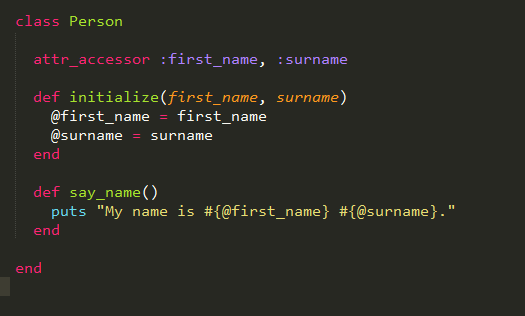 class Person
attr_accessor :first_name, :surname
def initialize(first_name, surname)
@first_name = first_name
@surname = surname
end
def say_name()
puts "My name is #{@first_name} #{@surname}."
end
end